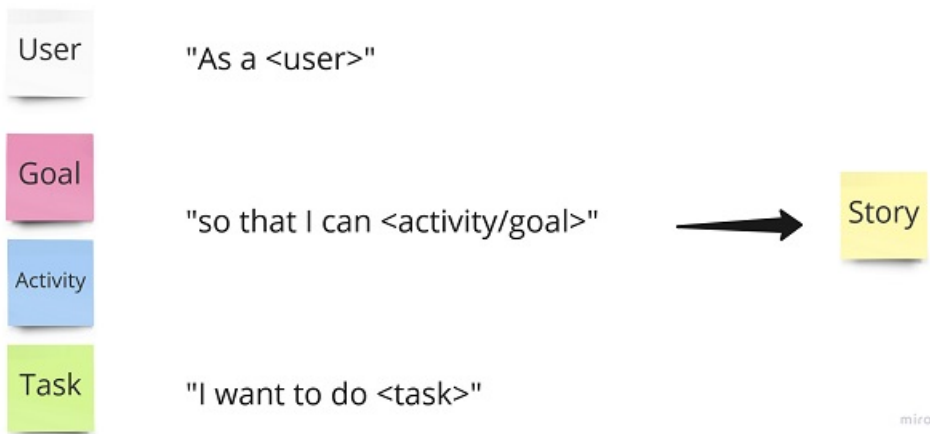 User
"As a <user>"
Goal
"so that I can <activity/goal>"
Story
Activity
Task
"I want to do <task>"
miro